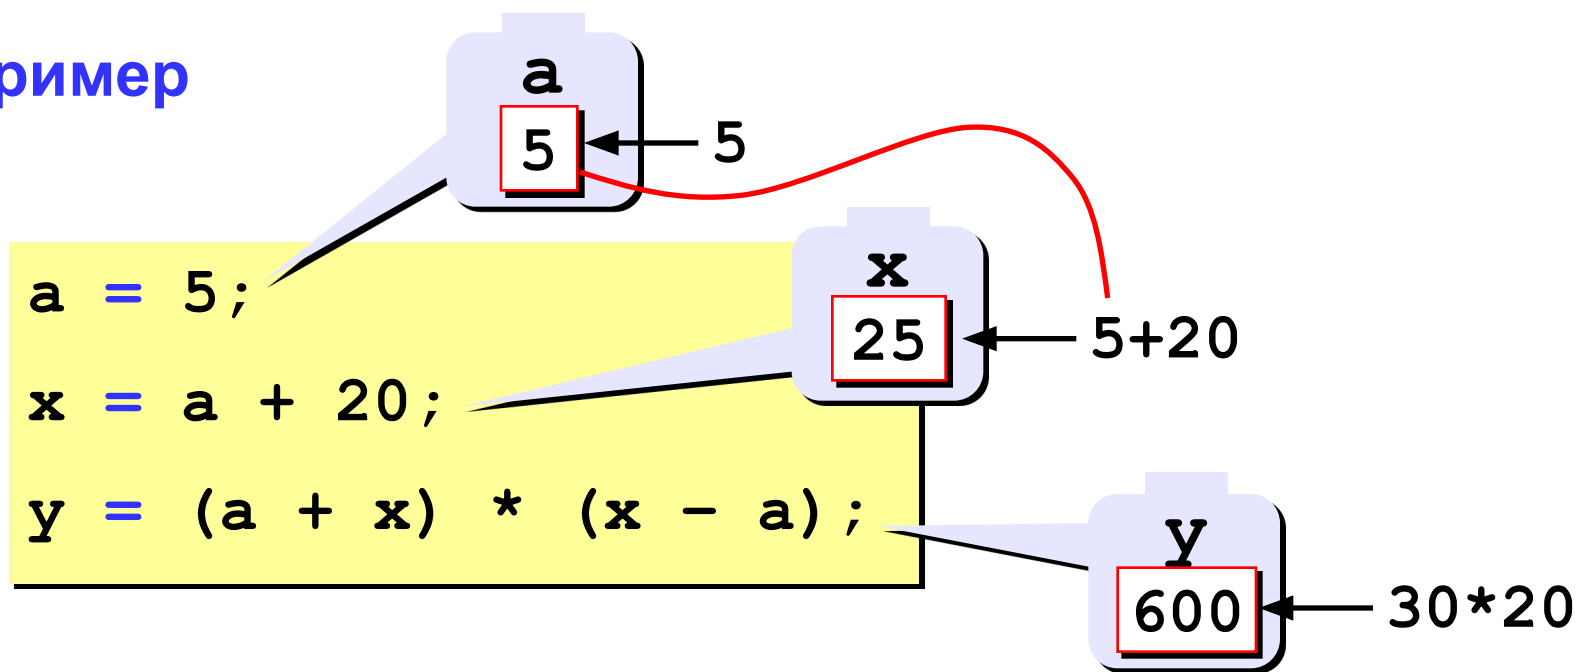 ример
a
5
5
x
25
5+20
a = 5;
x = a + 20;
y = (a + x) * (x - a);
y
600
30*20